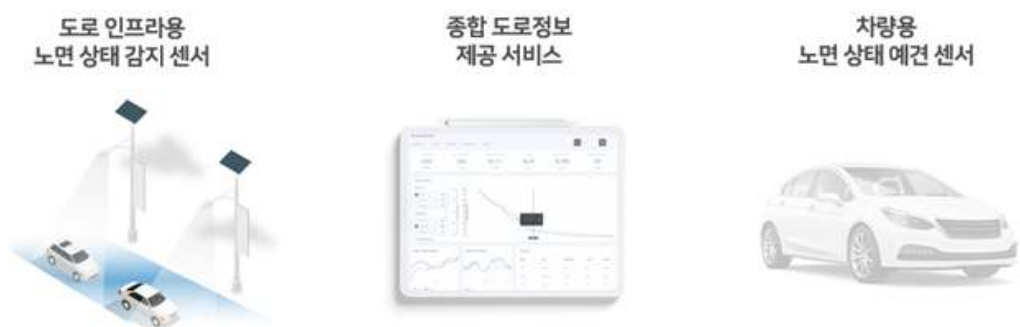 도로 인프라용
노면 상태 감지 센서
종합 도로정보
제공 서비스
차량용
노면 상태 예견 센서